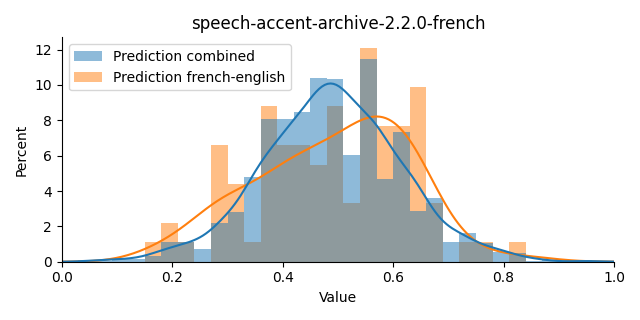 speech-accent-archive-2.2.0-french
Prediction combined
Prediction french-english
Percent
12
10
8
6
4
2
0
0.0 0.2 0.4 0.6 0.8 1.0
Value